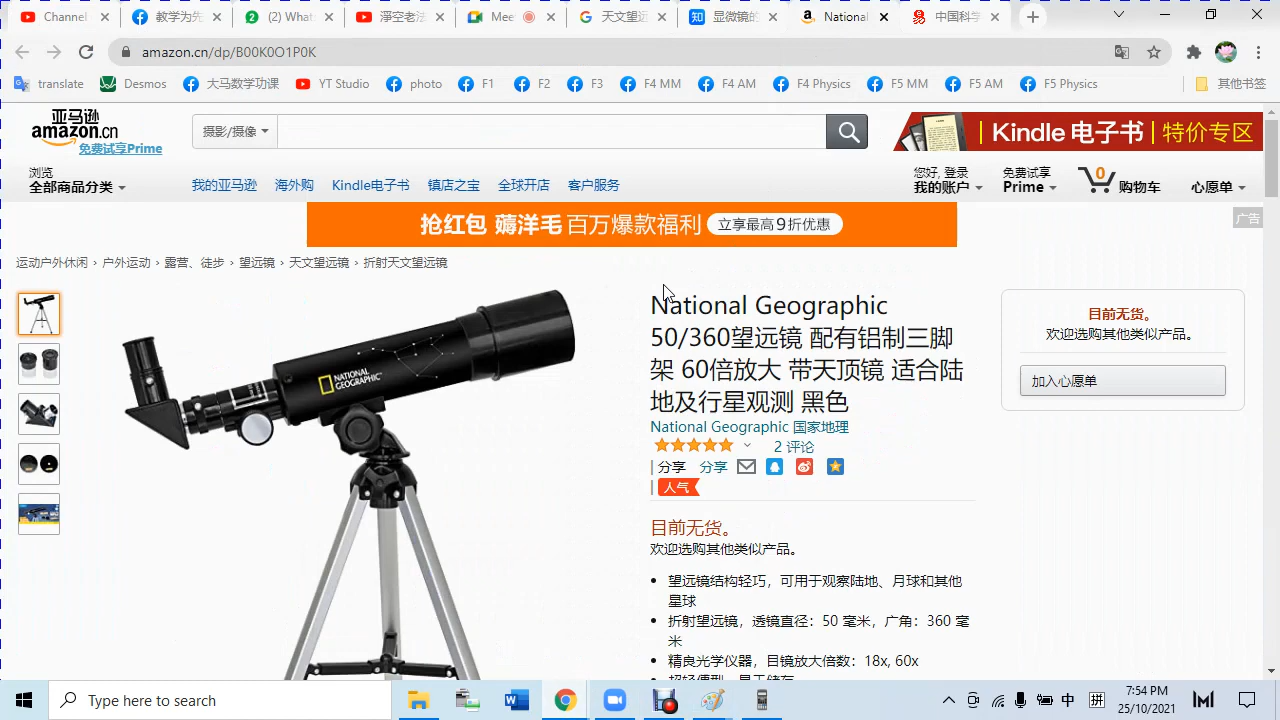 Channel
教学为先
(2) Whats
淨空老法
Mee
天文望远
显微镜的
National
中国科学
amazon.cn/dp/B00K0O1P0K
translate Desmos 大马数学功课 YT Studio photo F1 F2 F3 F4 MM F4 AM F4 Physics F5 MM F5 AM F5 Physics 其他书签
亚马逊
amazon.cn
免费试享Prime
摄影/摄像
Kindle 电子书 特价专区
浏览
全部商品分类
我的亚马逊 海外购 Kindle电子书 镇店之宝 全球开店 客户服务
您好, 登录
我的账户
免费试享
Prime
0
购物车
心愿单
抢红包 薅洋毛 百万爆款福利 立享最高9折优惠
广告
运动户外休闲 › 户外运动 › 露营、徒步 › 望远镜 › 天文望远镜 › 折射天文望远镜
NATIONAL
GEOGRAPHIC
National Geographic
50/360望远镜 配有铝制三脚
架 60倍放大 带天顶镜 适合陆
地及行星观测 黑色
National Geographic 国家地理
2 评论
| 分享 分享
| 人气
目前无货。
欢迎选购其他类似产品。
• 望远镜结构轻巧，可用于观察陆地、月球和其他
星球
• 折射望远镜，透镜直径：50 毫米，广角：360 毫
米
• 精良光学仪器，目镜放大倍数：18x, 60x
目前无货。
欢迎选购其他类似产品。
加入心愿单
Type here to search
中
拼
7:54 PM
25/10/2021